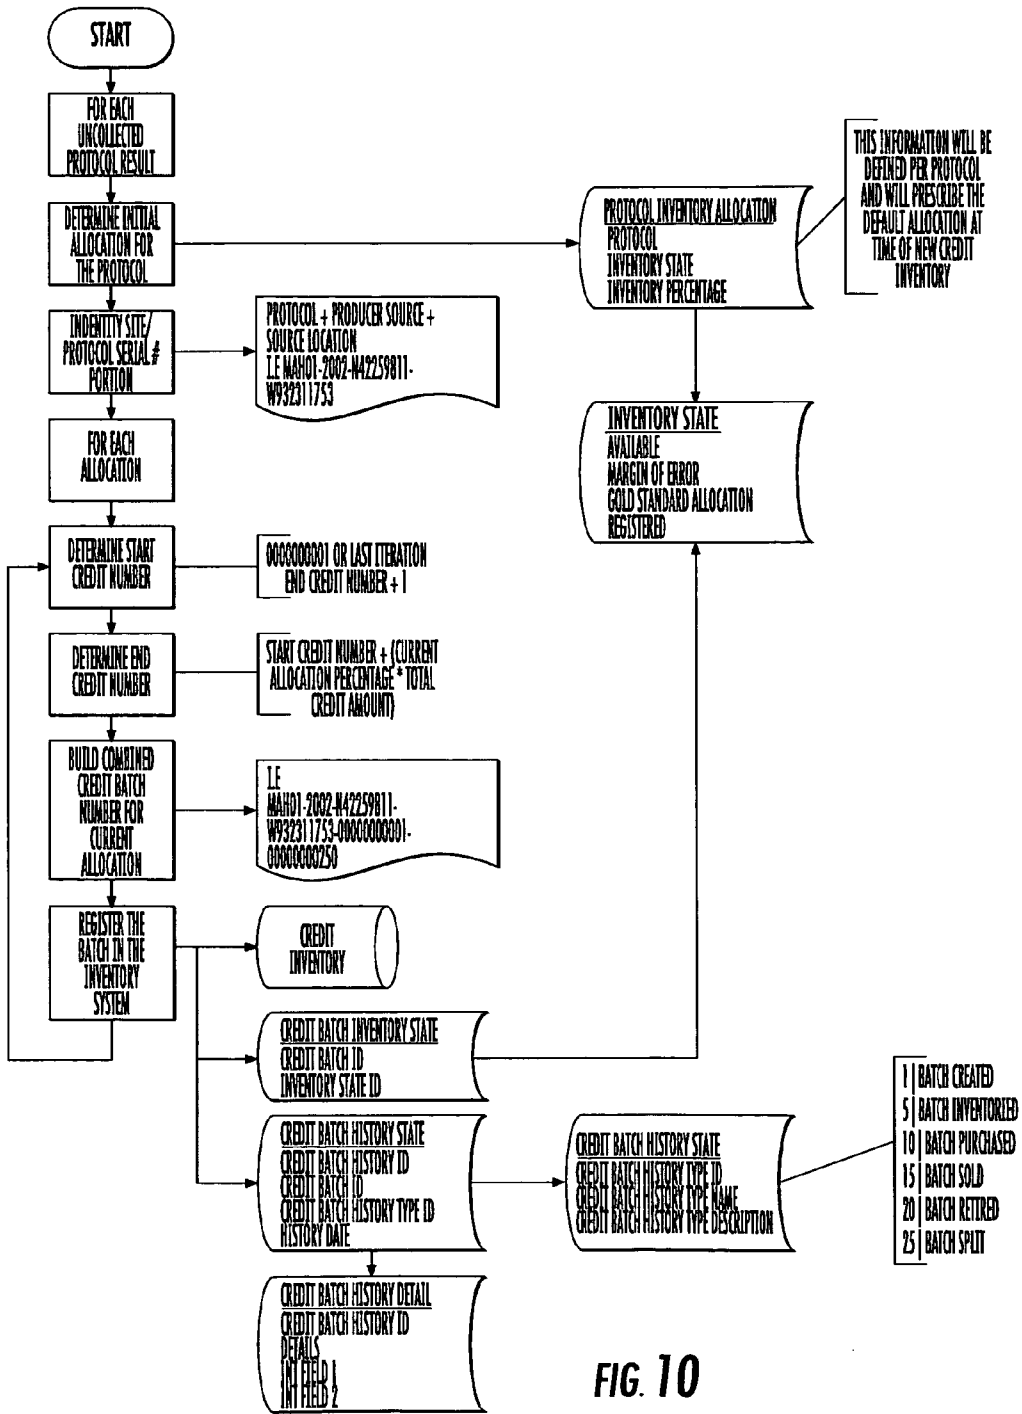 START
FOR EACH
UNCOLLECTED
PROTOCOL RESULT
DETERMINE INITIAL
ALLOCATION FOR
THE PROTOCOL
INDENTITY SITE/
PROTOCOL SERIAL #
PORTION
FOR EACH
ALLOCATION
DETERMINE START
CREDIT NUMBER
DETERMINE END
CREDIT NUMBER
BUILD COMBINED
CREDIT BATCH
NUMBER FOR
CURRENT
ALLOCATION
REGISTER THE
BATCH IN THE
INVENTORY
SYSTEM
PROTOCOL + PRODUCER SOURCE +
SOURCE LOCATION
I.E MAH01-2002-N42259811-
W932311753
0000000001 OR LAST ITERATION
END CREDIT NUMBER + 1
START CREDIT NUMBER + (CURRENT
ALLOCATION PERCENTAGE * TOTAL
CREDIT AMOUNT)
I.E
MAH01-2002-N42259811-
W932311753-00000000001-
00000000250
CREDIT
INVENTORY
CREDIT BATCH INVENTORY STATE
CREDIT BATCH ID
INVENTORY STATE ID
CREDIT BATCH HISTORY STATE
CREDIT BATCH HISTORY ID
CREDIT BATCH ID
CREDIT BATCH HISTORY TYPE ID
HISTORY DATE
CREDIT BATCH HISTORY DETAIL
CREDIT BATCH HISTORY ID
DETAILS
INT FIELD 1
INT FIELD 2
PROTOCOL INVENTORY ALLOCATION
PROTOCOL
INVENTORY STATE
INVENTORY PERCENTAGE
THIS INFORMATION WILL BE
DEFINED PER PROTOCOL
AND WILL PRESCRIBE THE
DEFAULT ALLOCATION AT
TIME OF NEW CREDIT
INVENTORY
INVENTORY STATE
AVAILABLE
MARGIN OF ERROR
GOLD STANDARD ALLOCATION
REGISTERED
CREDIT BATCH HISTORY STATE
CREDIT BATCH HISTORY TYPE ID
CREDIT BATCH HISTORY TYPE NAME
CREDIT BATCH HISTORY TYPE DESCRIPTION
1 | BATCH CREATED
5 | BATCH INVENTORIZED
10 | BATCH PURCHASED
15 | BATCH SOLD
20 | BATCH RETIRED
25 | BATCH SPLIT
FIG. 10